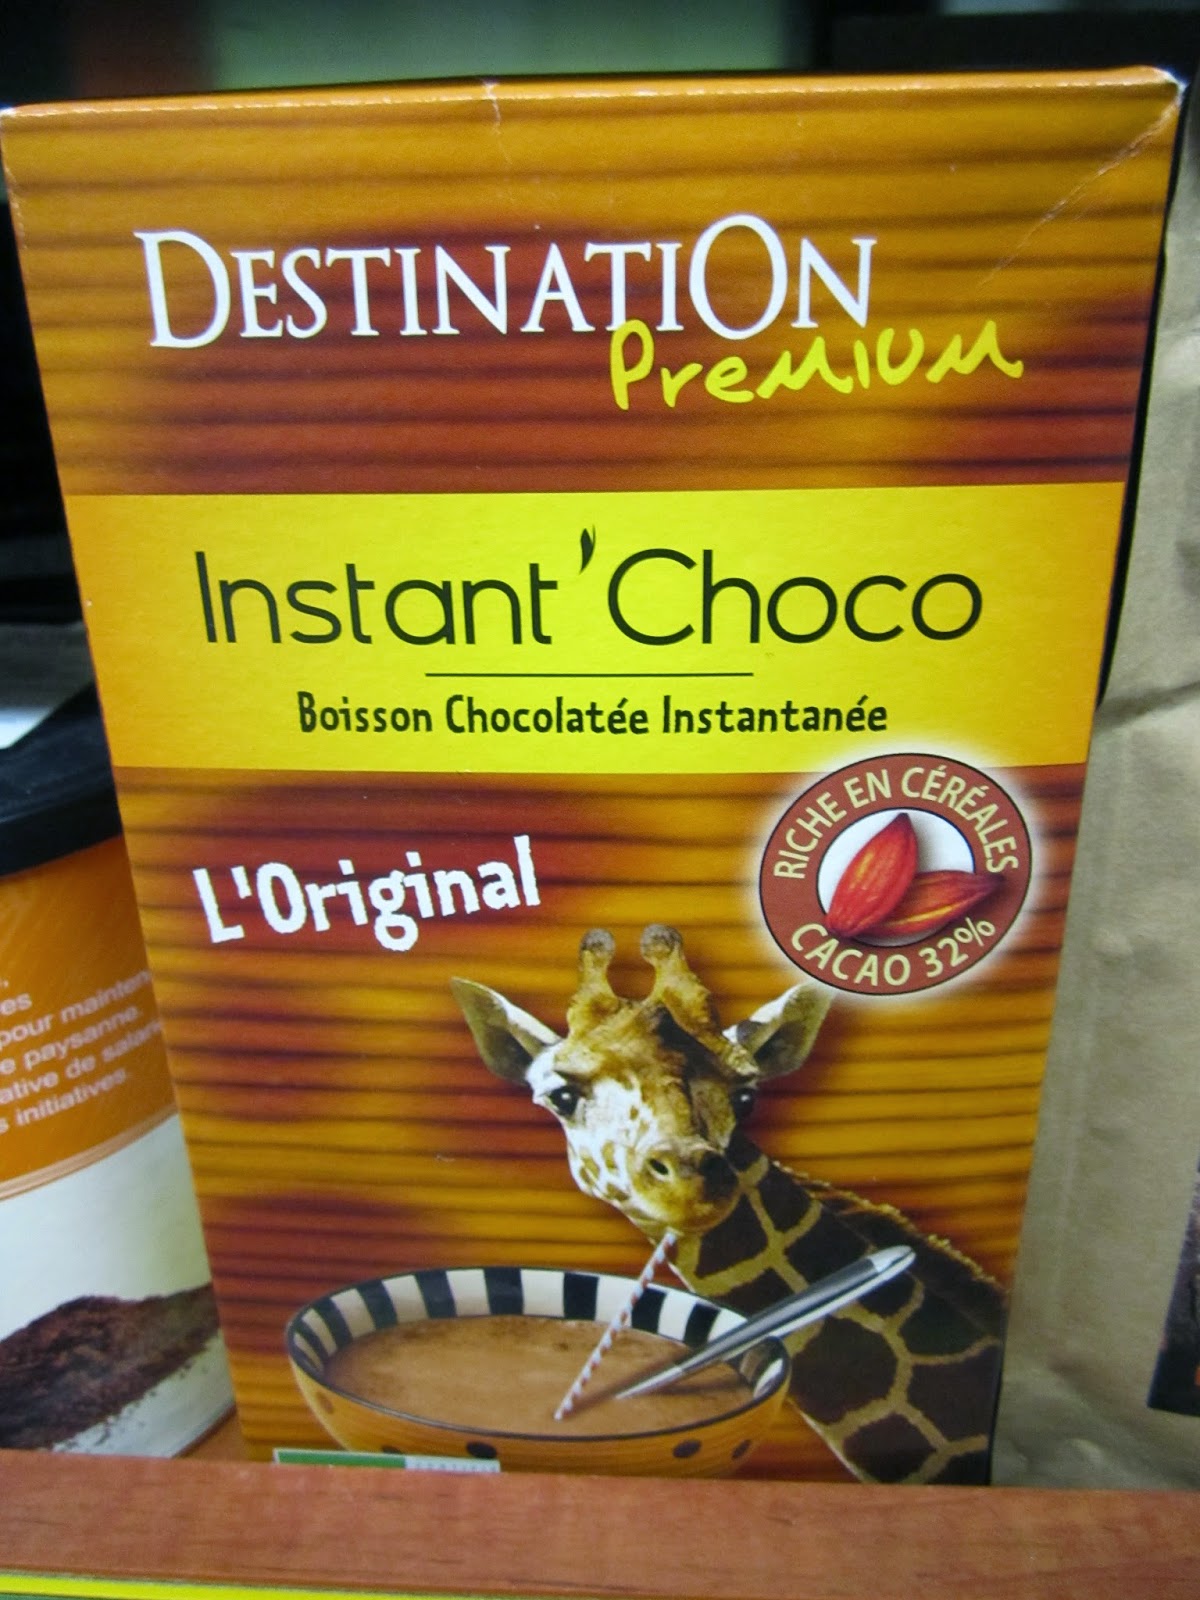 DESTINATION
Premium
Instant'Choco
Boisson Chocolatée Instantanée
RICHE EN CÉRÉALES
CACAO 32%
L'Original
es
pour mainten
e paysanne.
ative de
s initiatives.